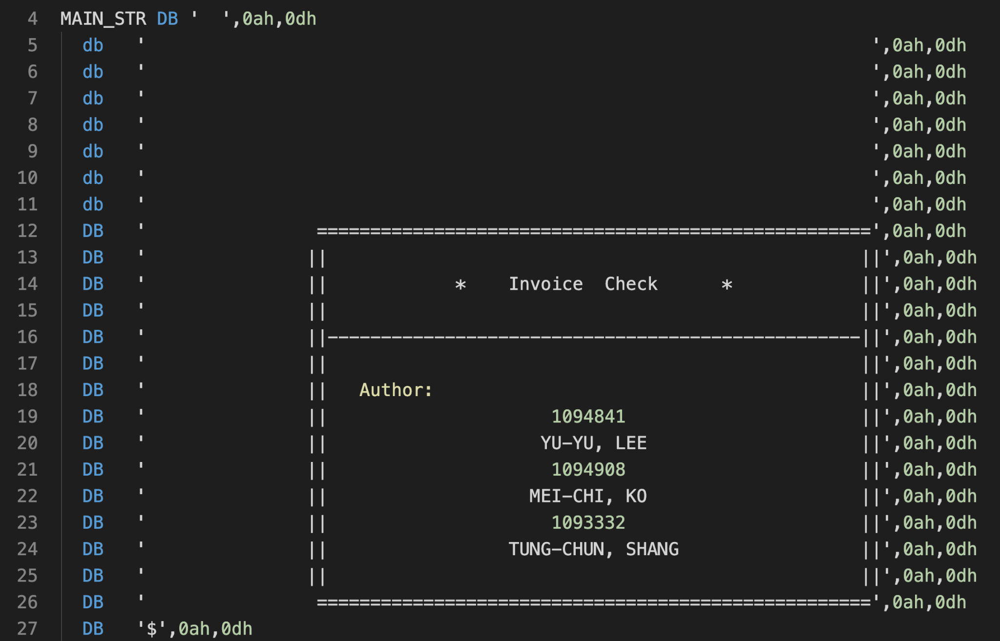 4 MAIN_STR DB '  ',0ah,0dh
5 db ' ',0ah,0dh
6 db ' ',0ah,0dh
7 db ' ',0ah,0dh
8 db ' ',0ah,0dh
9 db ' ',0ah,0dh
10 db ' ',0ah,0dh
11 db ' ',0ah,0dh
12 DB ' ====================================================',0ah,0dh
13 DB ' || ||',0ah,0dh
14 DB ' || * Invoice Check * ||',0ah,0dh
15 DB ' || ||',0ah,0dh
16 DB ' ||--------------------------------------------------||',0ah,0dh
17 DB ' || ||',0ah,0dh
18 DB ' || Author: ||',0ah,0dh
19 DB ' || 1094841 ||',0ah,0dh
20 DB ' || YU-YU, LEE ||',0ah,0dh
21 DB ' || 1094908 ||',0ah,0dh
22 DB ' || MEI-CHI, KO ||',0ah,0dh
23 DB ' || 1093332 ||',0ah,0dh
24 DB ' || TUNG-CHUN, SHANG ||',0ah,0dh
25 DB ' || ||',0ah,0dh
26 DB ' ====================================================',0ah,0dh
27 DB '$',0ah,0dh